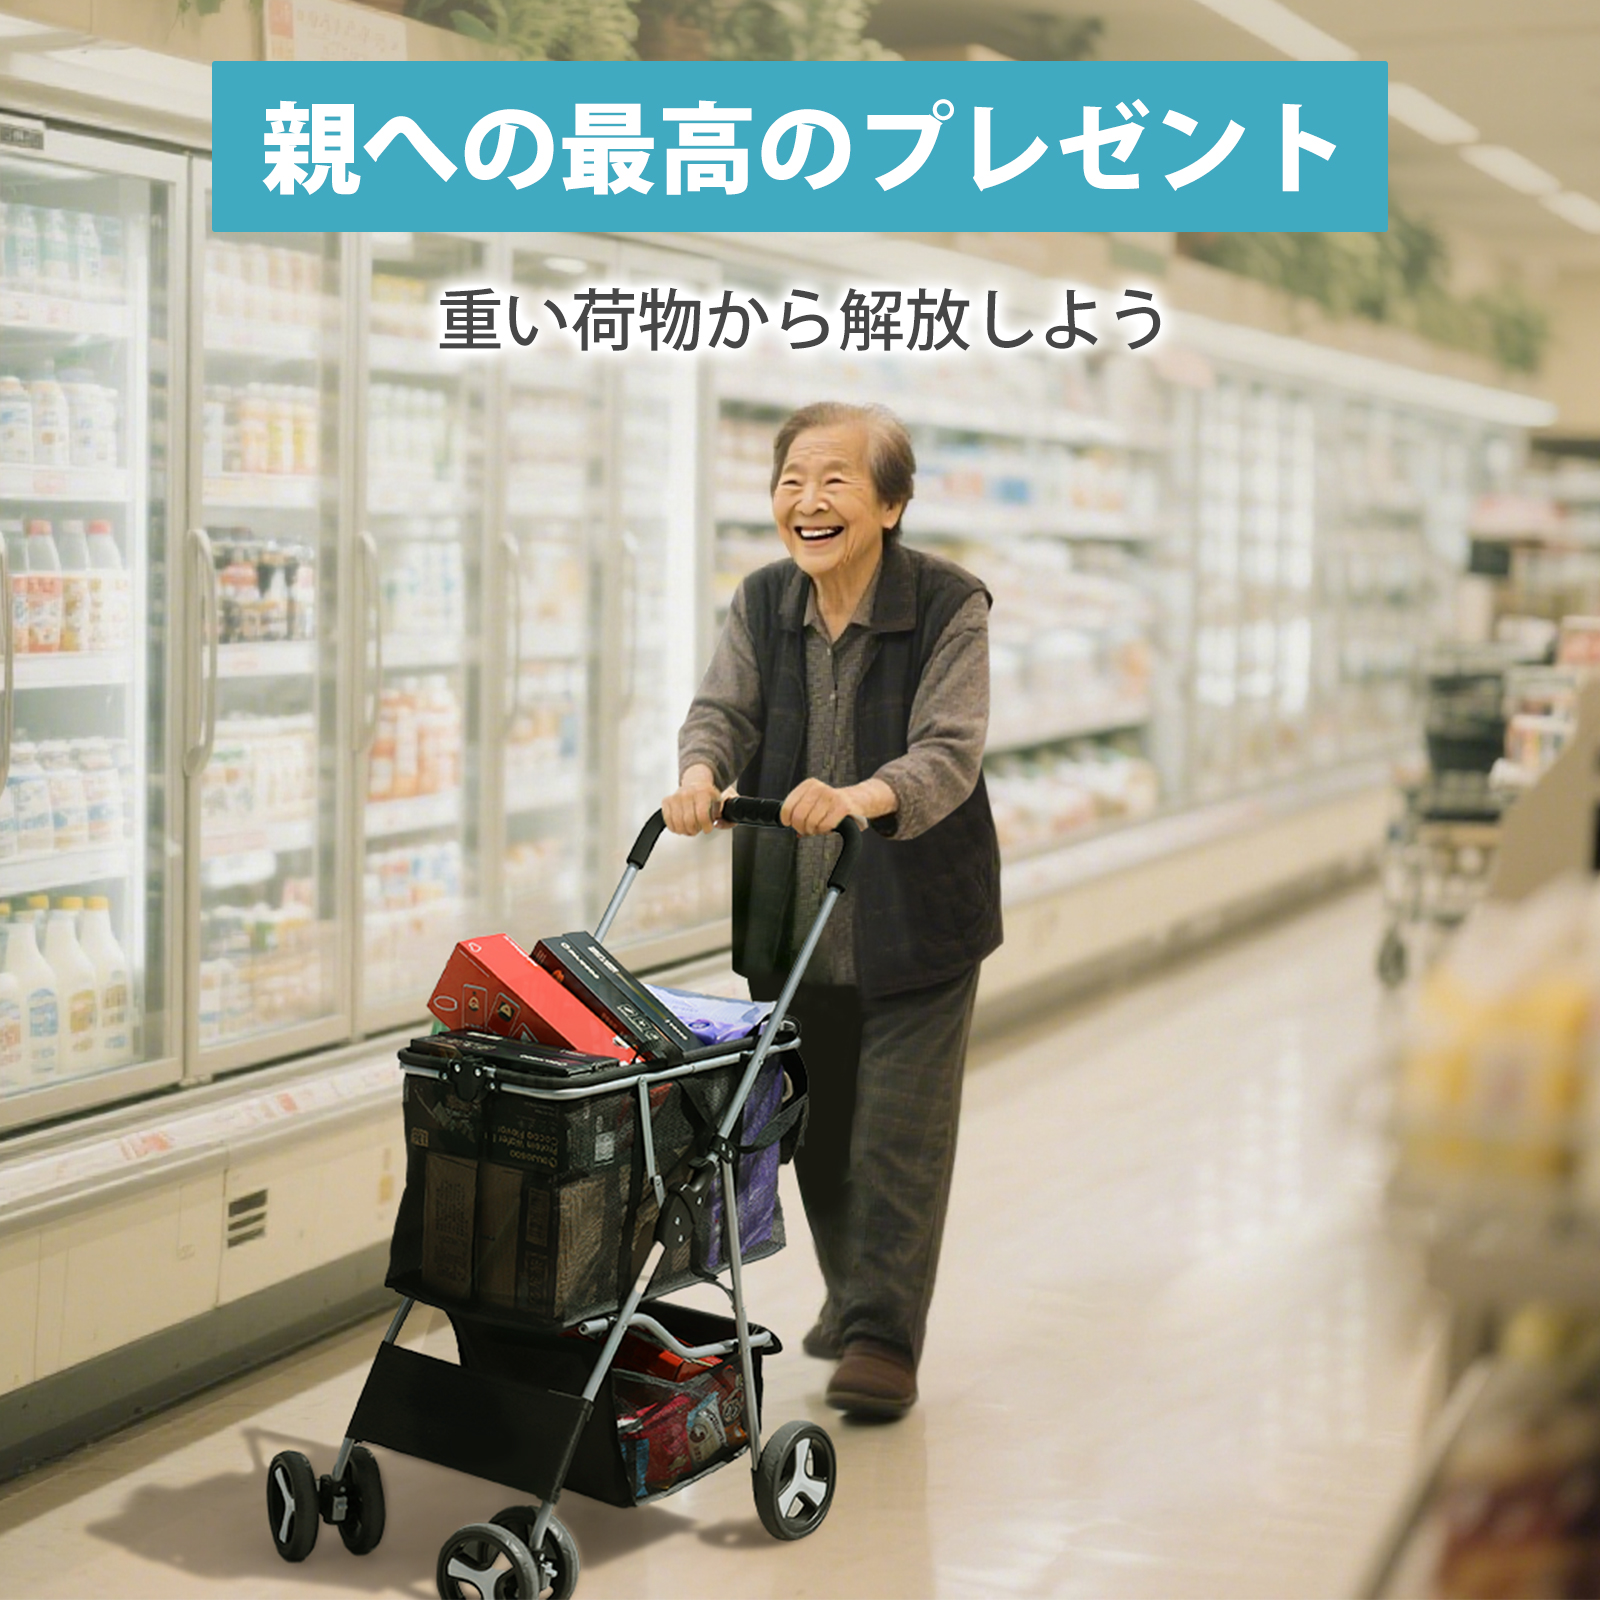 親への最高のプレゼント
重い荷物から解放しよう